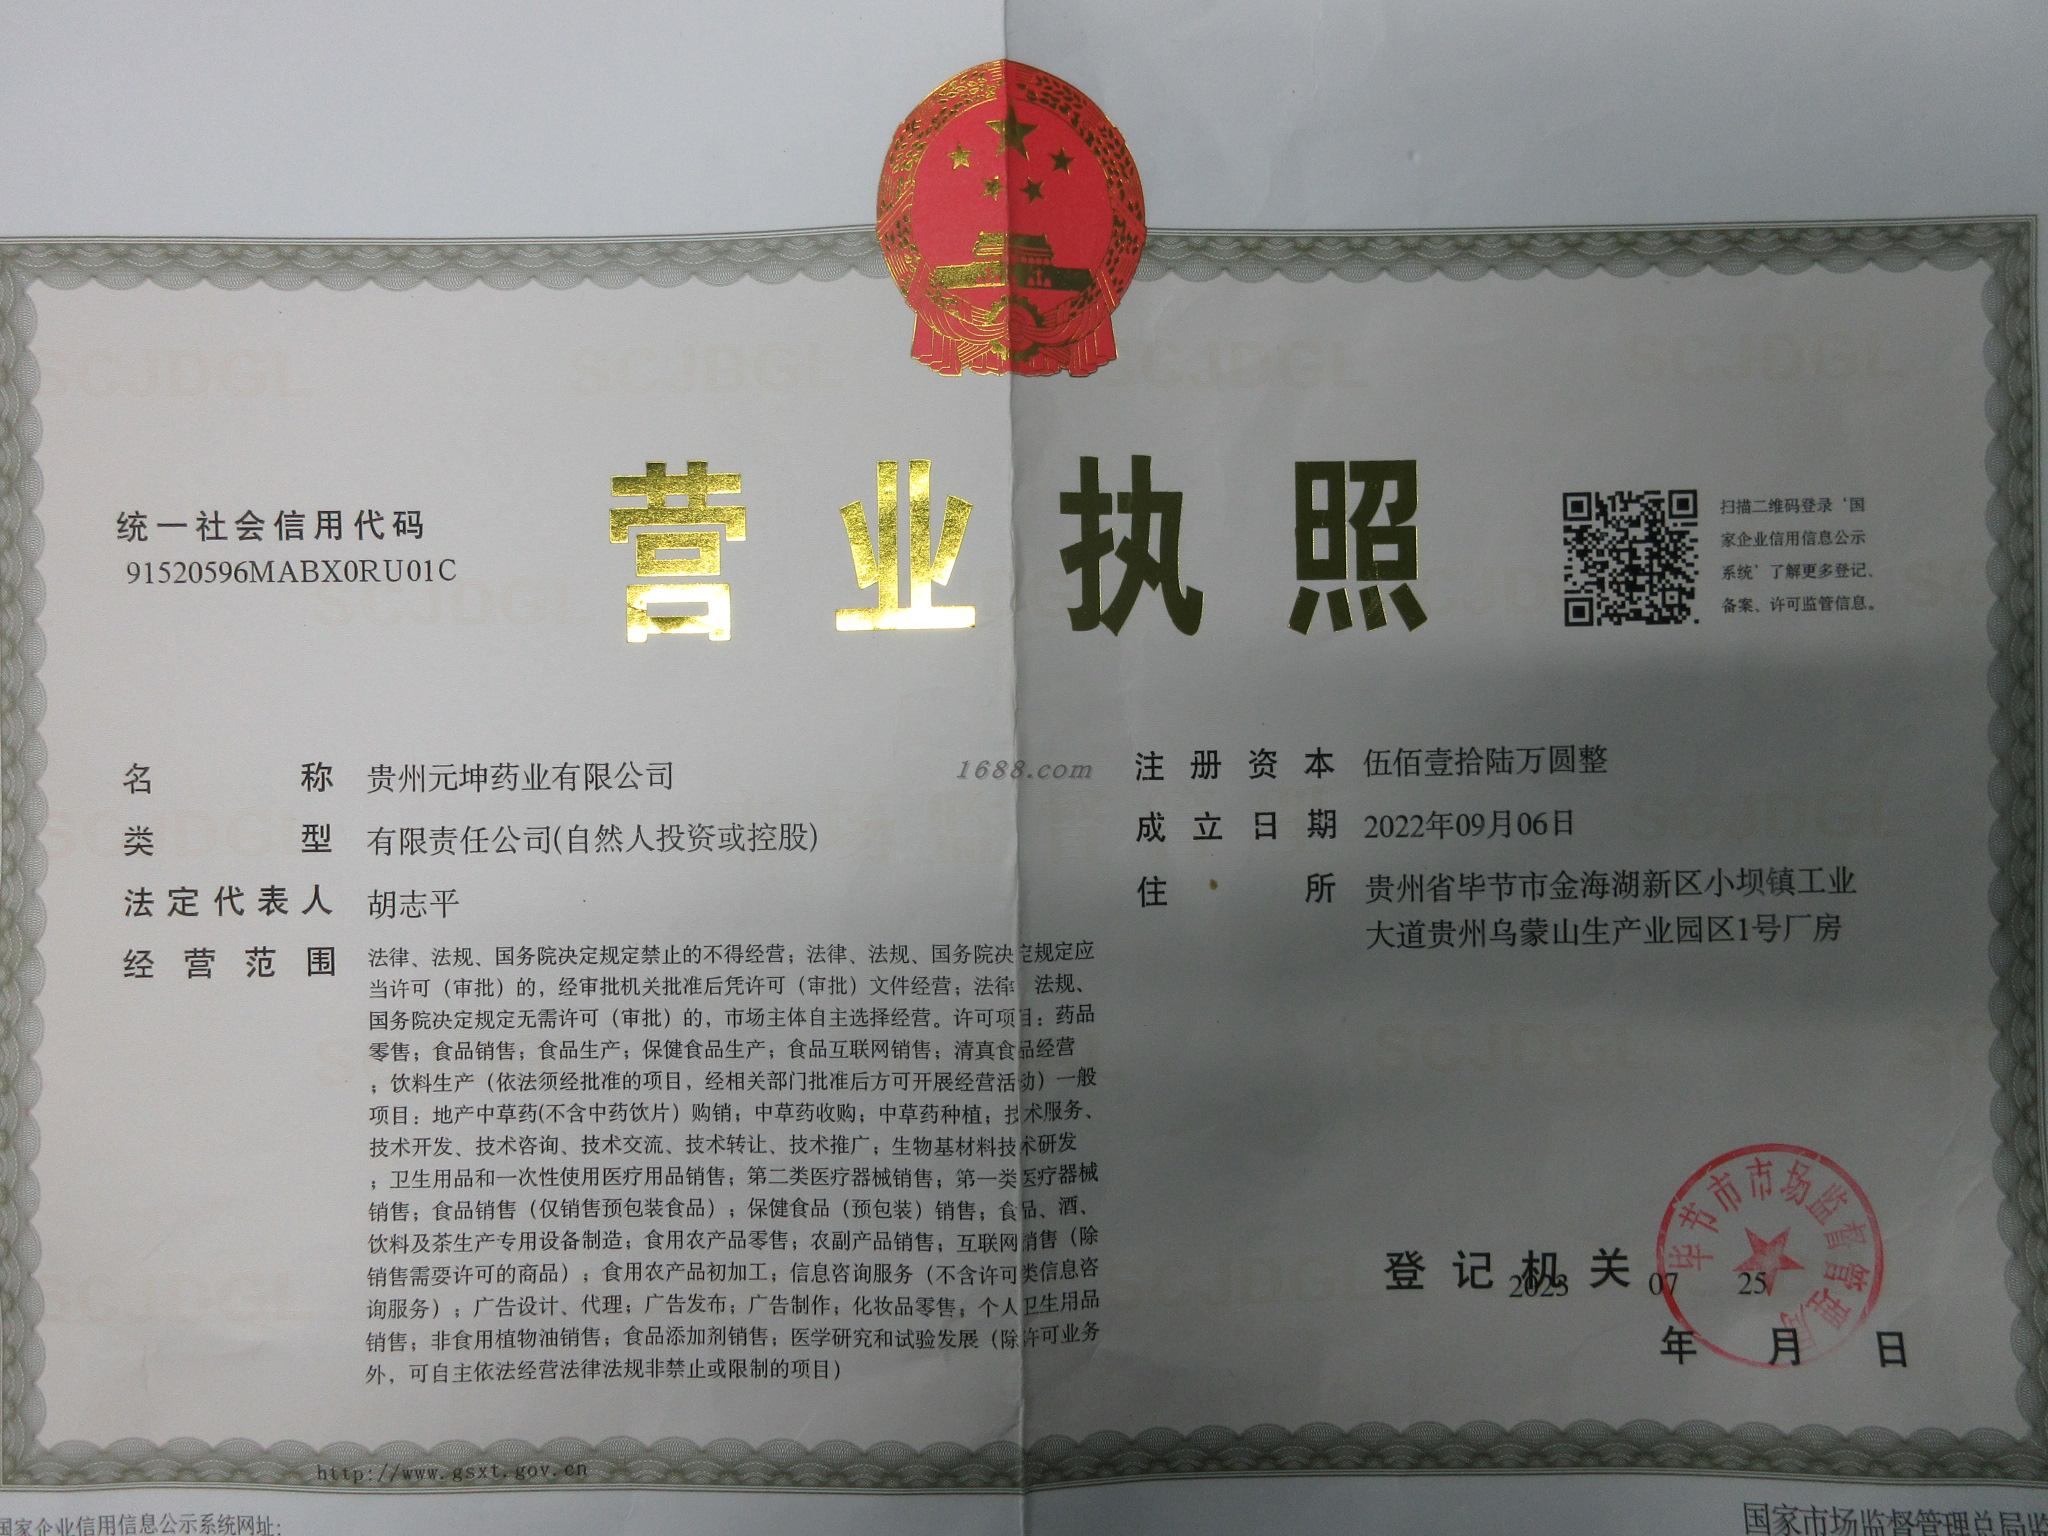 营业执照
统一社会信用代码
91520596MABX0RU01C
扫描二维码登录‘国
家企业信用信息公示
系统’了解更多登记、
备案、许可监管信息。
名称 贵州元坤药业有限公司
类型 有限责任公司(自然人投资或控股)
法定代表人 胡志平
经营范围 法律、法规、国务院决定规定禁止的不得经营；法律、法规、国务院决定规定应
当许可（审批）的，经审批机关批准后凭许可（审批）文件经营；法律、法规、
国务院决定规定无需许可（审批）的，市场主体自主选择经营。许可项目：药品
零售；食品销售；食品生产；保健食品生产；食品互联网销售；清真食品经营
；饮料生产（依法须经批准的项目，经相关部门批准后方可开展经营活动）一般
项目：地产中草药(不含中药饮片）购销；中草药收购；中草药种植；技术服务、
技术开发、技术咨询、技术交流、技术转让、技术推广；生物基材料技术研发
；卫生用品和一次性使用医疗用品销售；第二类医疗器械销售；第一类医疗器械
销售；食品销售（仅销售预包装食品）；保健食品（预包装）销售；食品、酒、
饮料及茶生产专用设备制造；食用农产品零售；农副产品销售；互联网销售（除
销售需要许可的商品）；食用农产品初加工；信息咨询服务（不含许可类信息咨
询服务）；广告设计、代理；广告发布；广告制作；化妆品零售；个人卫生用品
销售；非食用植物油销售；食品添加剂销售；医学研究和试验发展（除许可业务
外，可自主依法经营法律法规非禁止或限制的项目）
1688.com
注册资本 伍佰壹拾陆万圆整
成立日期 2022年09月06日
住所 贵州省毕节市金海湖新区小坝镇工业
大道贵州乌蒙山生产业园区1号厂房
登记机关
2023 07 25
年 月 日
毕节市市场监督管理局
http://www.gsxt.gov.cn
国家企业信用信息公示系统网址:
国家市场监督管理总局监